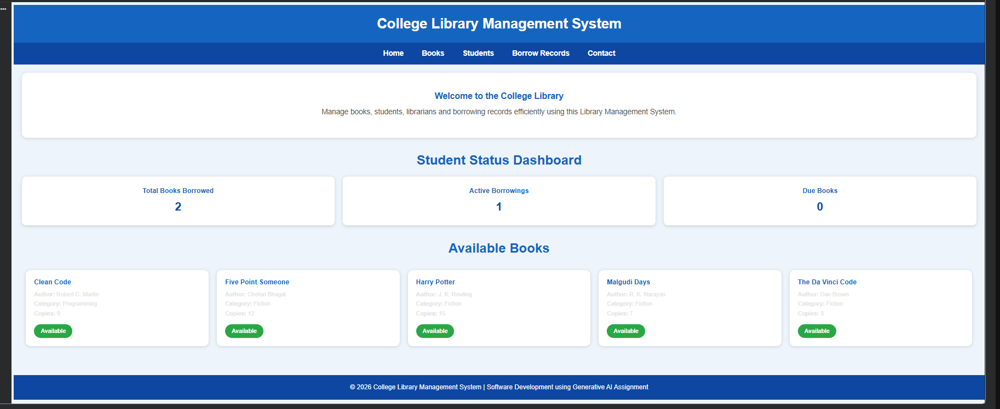 College Library Management System
Home Books Students Borrow Records Contact
Welcome to the College Library
Manage books, students, librarians and borrowing records efficiently using this Library Management System.
Student Status Dashboard
Total Books Borrowed
2
Active Borrowings
1
Due Books
0
Available Books
Clean Code
Author: Robert C. Martin
Category: Programming
Copies: 9
Available
Five Point Someone
Author: Chetan Bhagat
Category: Fiction
Copies: 12
Available
Harry Potter
Author: J. K. Rowling
Category: Fiction
Copies: 15
Available
Malgudi Days
Author: R. K. Narayan
Category: Fiction
Copies: 7
Available
The Da Vinci Code
Author: Dan Brown
Category: Fiction
Copies: 8
Available
© 2026 College Library Management System | Software Development using Generative AI Assignment